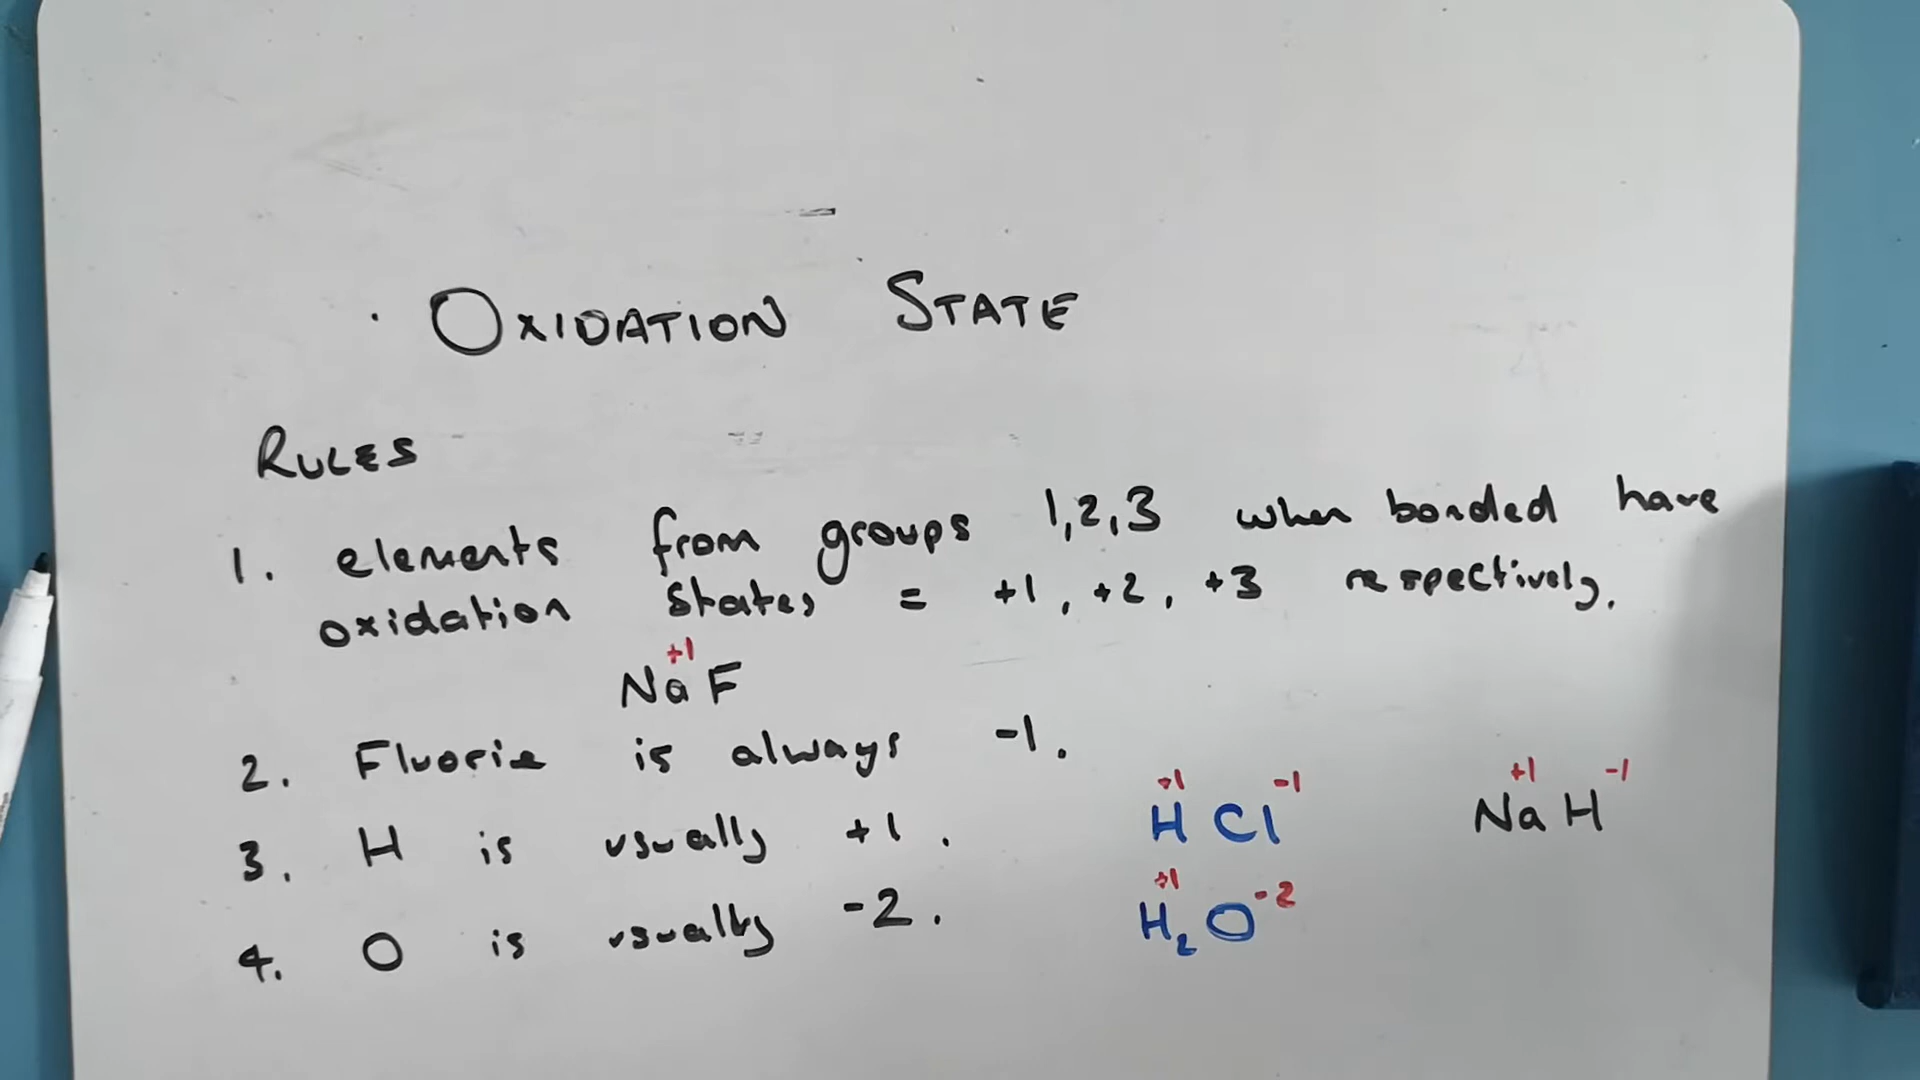 OXIDATION STATE
RULES
1. elements from groups 1,2,3 when bonded have
oxidation states = +1, +2, +3 respectively.
+1
NaF
2. Fluorie is always -1.
3. H is usually +1.
+1 -1
H Cl
+1 -1
Na H
4. O is usually -2.
+1 -2
H₂O